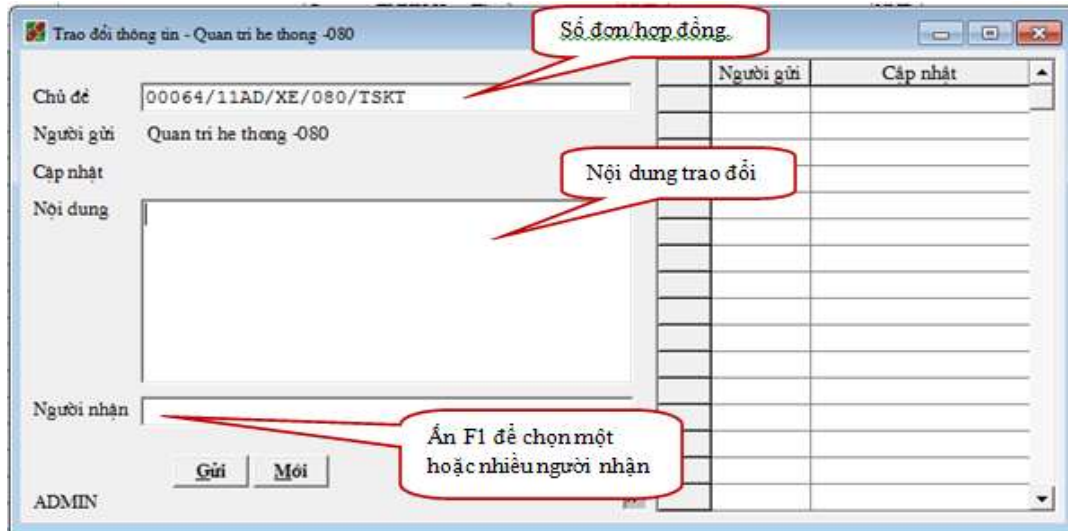 Trao đổi thông tin - Quan tri he thong -080
Số đơn/hợp đồng.
Người gửi Cập nhật
Chủ đề 00064/11AD/XE/080/TSKT
Người gửi Quan tri he thong -080
Cập nhật
Nội dung trao đổi
Nội dung
Người nhận
Ấn F1 để chọn một
hoặc nhiều người nhận
Gửi Mới
ADMIN